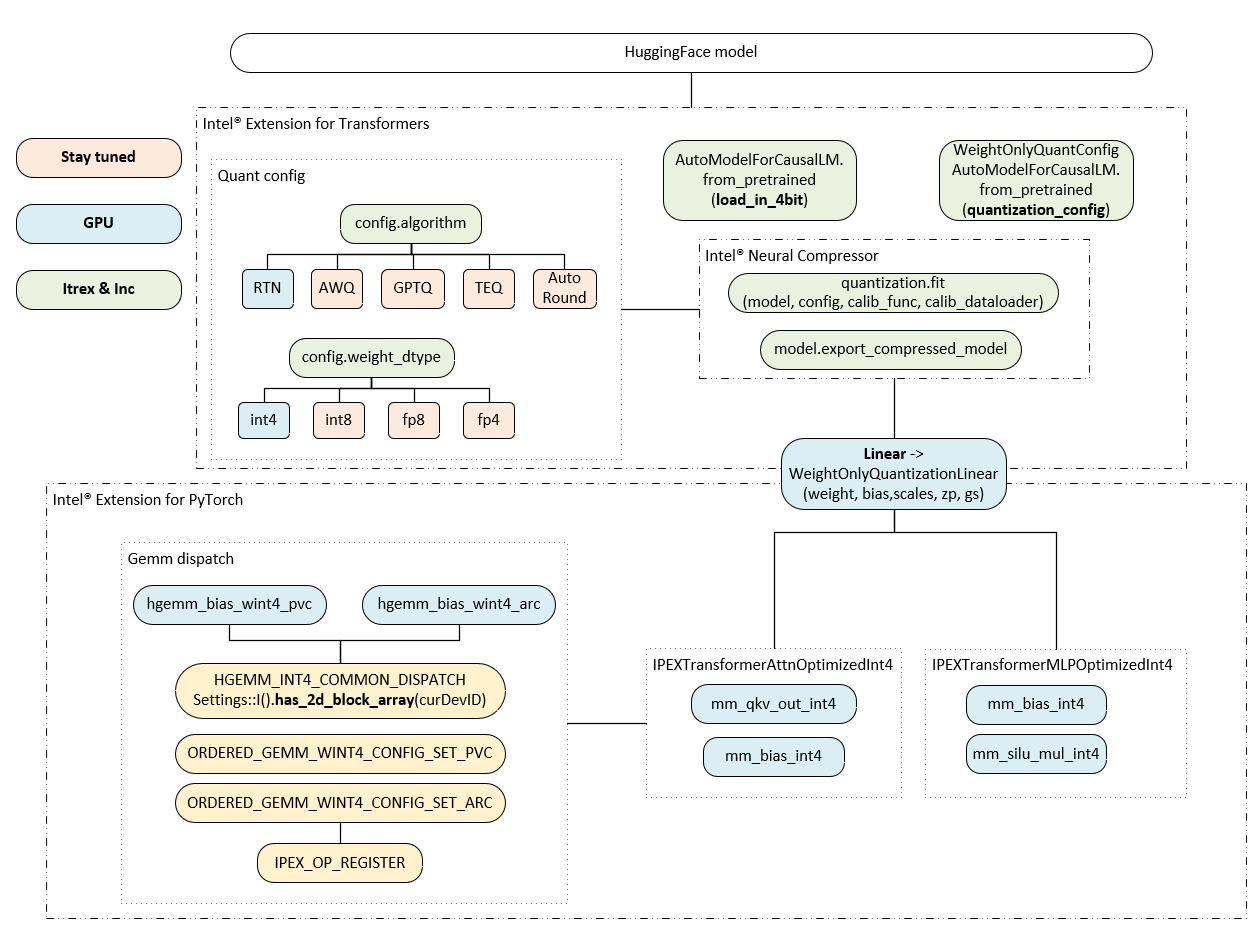 HuggingFace model
Intel® Extension for Transformers
Stay tuned
GPU
Itrex & Inc
Quant config
config.algorithm
RTN
AWQ
GPTQ
TEQ
Auto
Round
config.weight_dtype
int4
int8
fp8
fp4
AutoModelForCausalLM.
from_pretrained
(load_in_4bit)
WeightOnlyQuantConfig
AutoModelForCausalLM.
from_pretrained
(quantization_config)
Intel® Neural Compressor
quantization.fit
(model, config, calib_func, calib_dataloader)
model.export_compressed_model
Linear ->
WeightOnlyQuantizationLinear
(weight, bias,scales, zp, gs)
Intel® Extension for PyTorch
Gemm dispatch
hgemm_bias_wint4_pvc
hgemm_bias_wint4_arc
HGEMM_INT4_COMMON_DISPATCH
Settings::I().has_2d_block_array(curDevID)
ORDERED_GEMM_WINT4_CONFIG_SET_PVC
ORDERED_GEMM_WINT4_CONFIG_SET_ARC
IPEX_OP_REGISTER
IPEXTransformerAttnOptimizedInt4
mm_qkv_out_int4
mm_bias_int4
IPEXTransformerMLPOptimizedInt4
mm_bias_int4
mm_silu_mul_int4